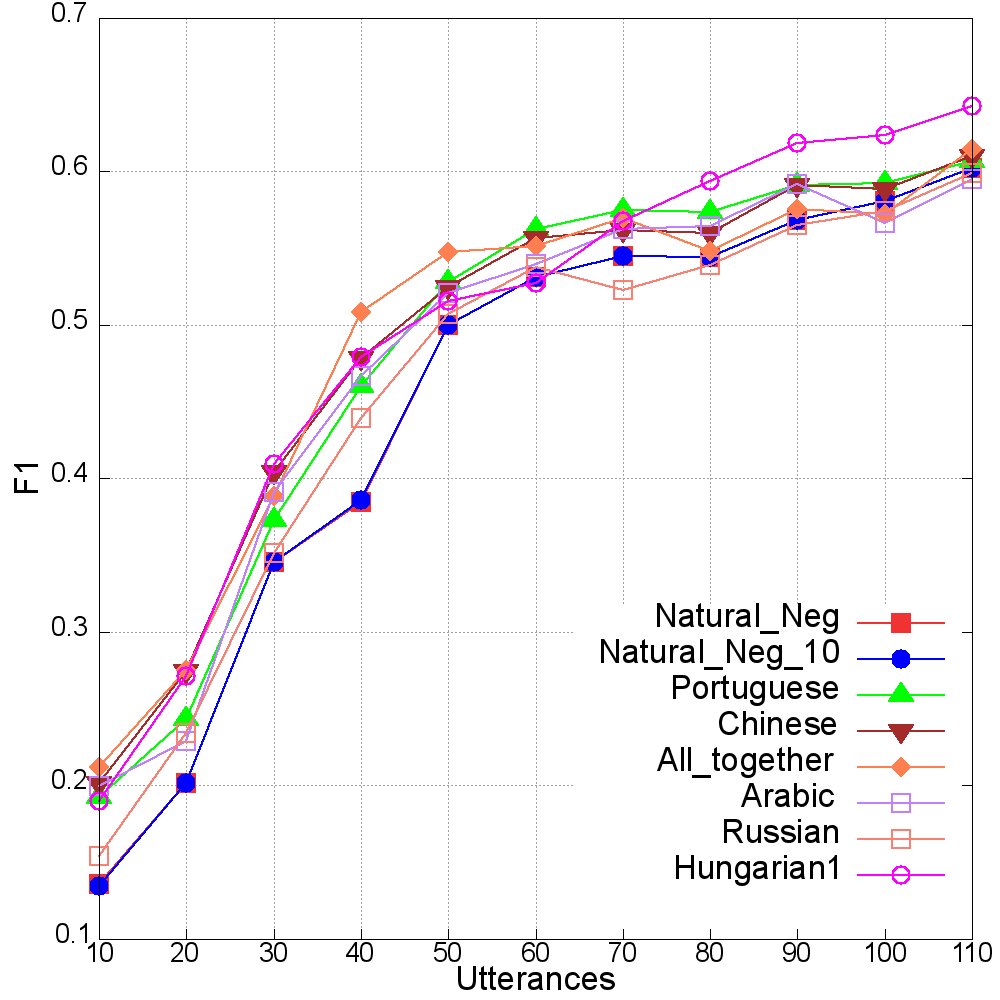 0.7
0.6
0.5
0.4
0.3
0.2
0.1
F1
Natural_Neg
Natural_Neg_10
Portuguese
Chinese
All_together
Arabic
Russian
Hungarian1
10 20 30 40 50 60 70 80 90 100 110
Utterances